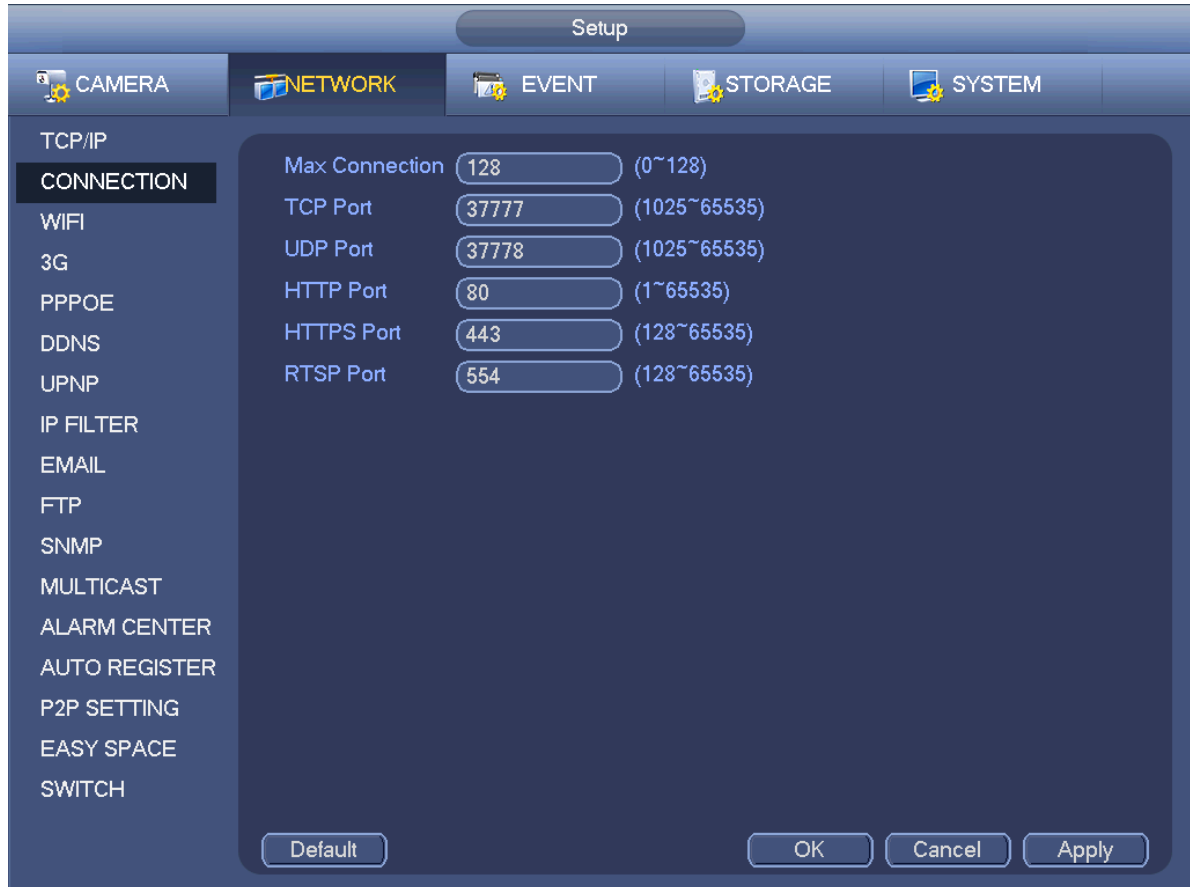 Setup
CAMERA NETWORK EVENT STORAGE SYSTEM
TCP/IP
CONNECTION
WIFI
3G
PPPOE
DDNS
UPNP
IP FILTER
EMAIL
FTP
SNMP
MULTICAST
ALARM CENTER
AUTO REGISTER
P2P SETTING
EASY SPACE
SWITCH
Max Connection 128 (0~128)
TCP Port 37777 (1025~65535)
UDP Port 37778 (1025~65535)
HTTP Port 80 (1~65535)
HTTPS Port 443 (128~65535)
RTSP Port 554 (128~65535)
Default OK Cancel Apply